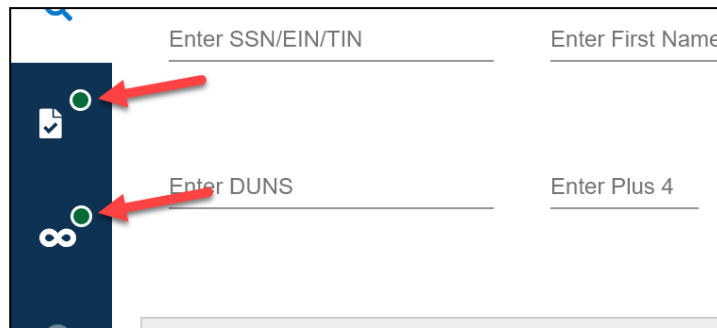 Enter SSN/EIN/TIN
Enter First Name
Enter DUNS
Enter Plus 4